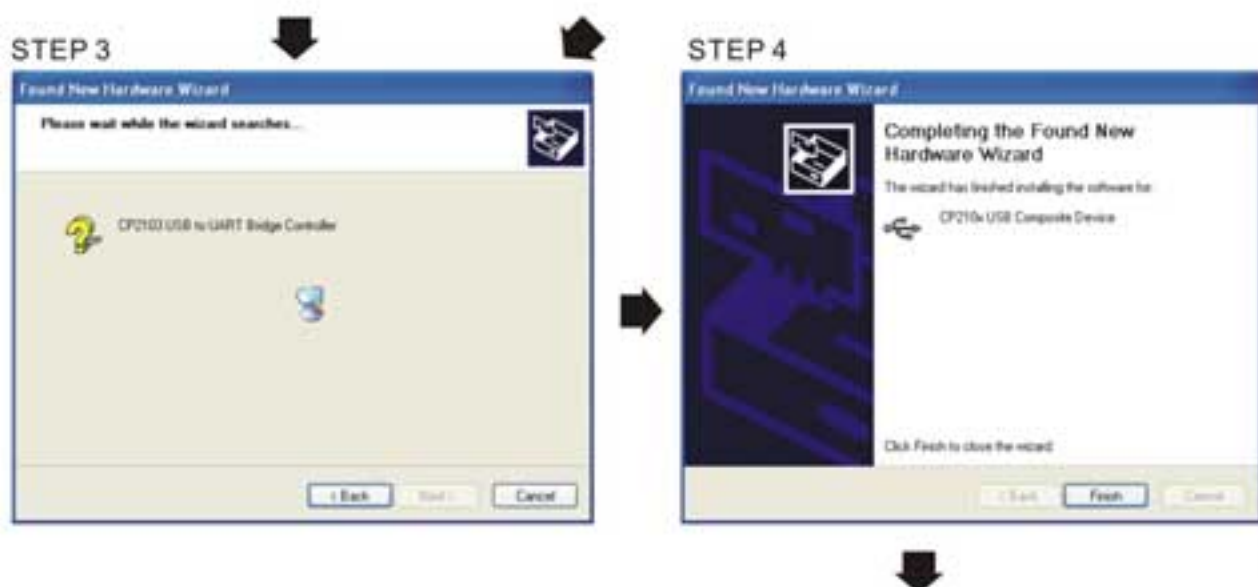 STEP 3
Found New Hardware Wizard
Please wait while the wizard searches...
CP2103 USB to UART Bridge Controller
< Back Next > Cancel
STEP 4
Found New Hardware Wizard
Completing the Found New
Hardware Wizard
The wizard has finished installing the software for:
CP210x USB Composite Device
Click Finish to close the wizard.
< Back Finish Cancel